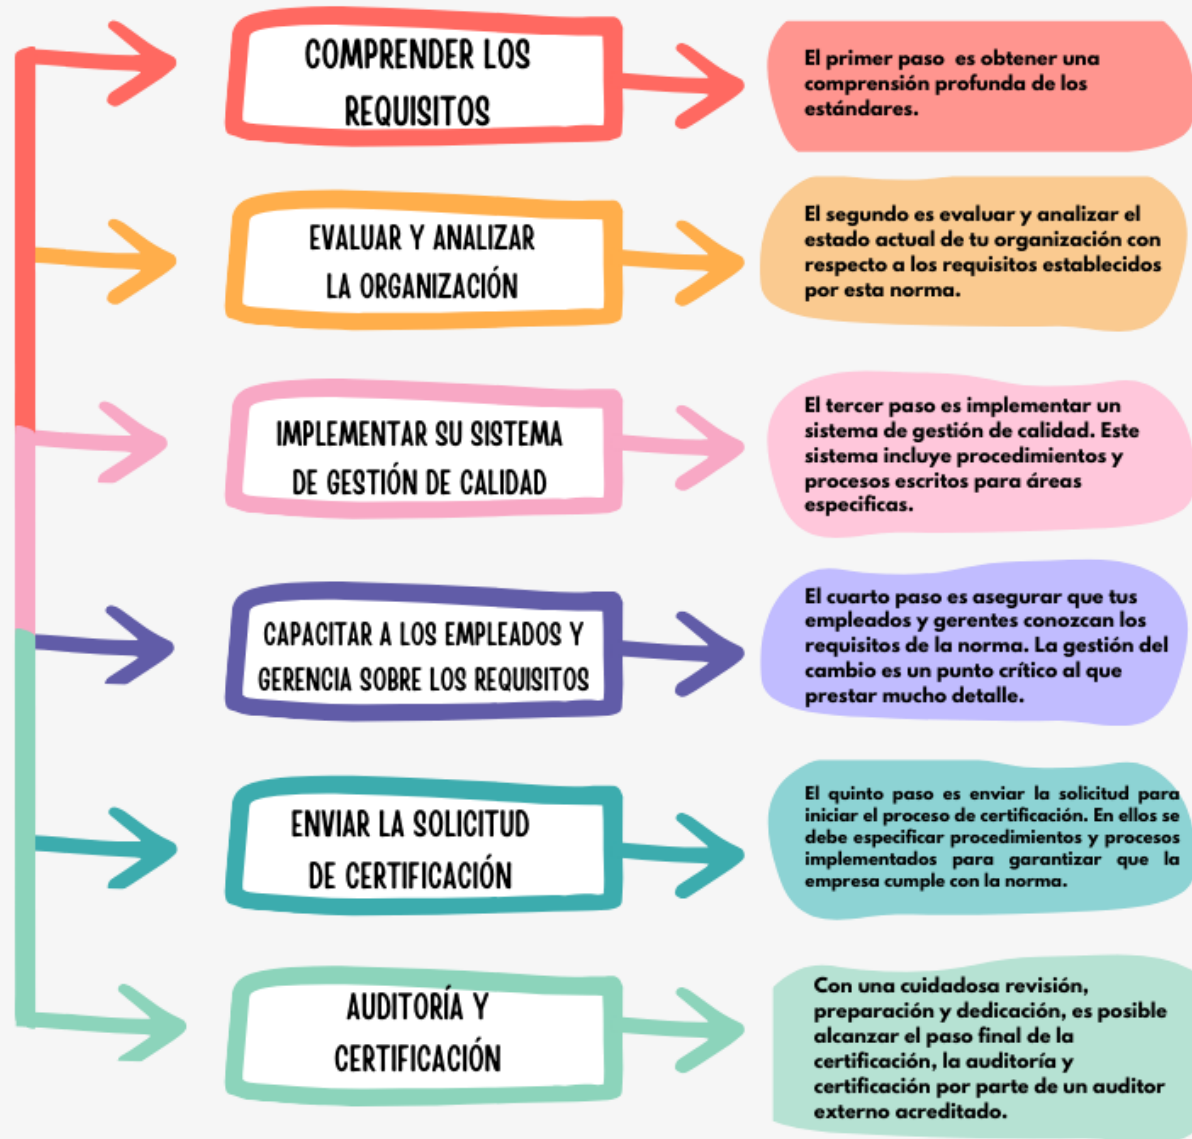 COMPRENDER LOS
REQUISITOS
El primer paso es obtener una
comprensión profunda de los
estándares.
EVALUAR Y ANALIZAR
LA ORGANIZACIÓN
El segundo es evaluar y analizar el
estado actual de tu organización con
respecto a los requisitos establecidos
por esta norma.
IMPLEMENTAR SU SISTEMA
DE GESTIÓN DE CALIDAD
El tercer paso es implementar un
sistema de gestión de calidad. Este
sistema incluye procedimientos y
procesos escritos para áreas
especificas.
CAPACITAR A LOS EMPLEADOS Y
GERENCIA SOBRE LOS REQUISITOS
El cuarto paso es asegurar que tus
empleados y gerentes conozcan los
requisitos de la norma. La gestión del
cambio es un punto crítico al que
prestar mucho detalle.
ENVIAR LA SOLICITUD
DE CERTIFICACIÓN
El quinto paso es enviar la solicitud para
iniciar el proceso de certificación. En ellos se
debe especificar procedimientos y procesos
implementados para garantizar que la
empresa cumple con la norma.
AUDITORÍA Y
CERTIFICACIÓN
Con una cuidadosa revisión,
preparación y dedicación, es posible
alcanzar el paso final de la
certificación, la auditoría y
certificación por parte de un auditor
externo acreditado.